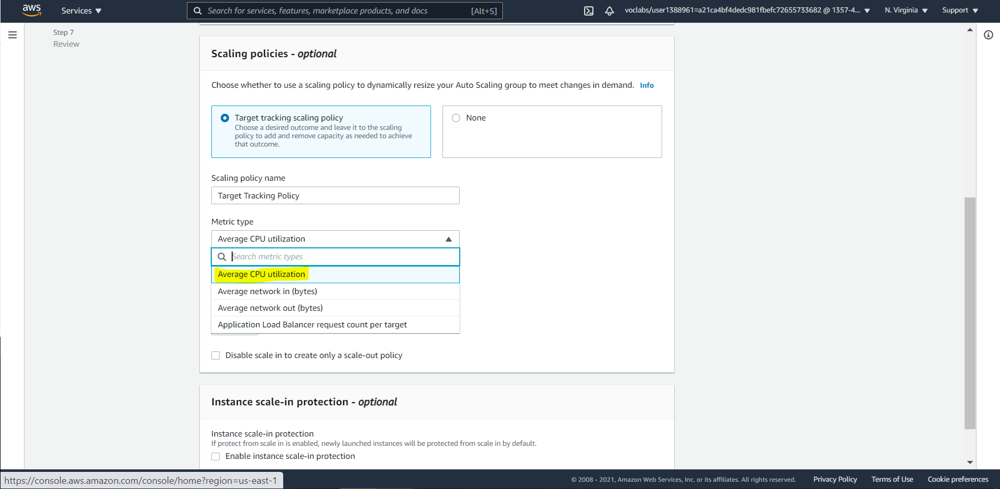 aws
Services
Search for services, features, marketplace products, and docs [Alt+S]
voclabs/user1388961=a21ca4bf4dedc981fbefc72655733682 @ 1357-4...
N. Virginia
Support
Step 7
Review
Scaling policies - optional
Choose whether to use a scaling policy to dynamically resize your Auto Scaling group to meet changes in demand. Info
Target tracking scaling policy
Choose a desired outcome and leave it to the scaling
policy to add and remove capacity as needed to achieve
that outcome.
None
Scaling policy name
Target Tracking Policy
Metric type
Average CPU utilization
Search metric types
Average CPU utilization
Average network in (bytes)
Average network out (bytes)
Application Load Balancer request count per target
Disable scale in to create only a scale-out policy
Instance scale-in protection - optional
Instance scale-in protection
If protect from scale in is enabled, newly launched instances will be protected from scale in by default.
Enable instance scale-in protection
https://console.aws.amazon.com/console/home?region=us-east-1
© 2008 - 2021, Amazon Web Services, Inc. or its affiliates. All rights reserved.
Privacy Policy
Terms of Use
Cookie preferences